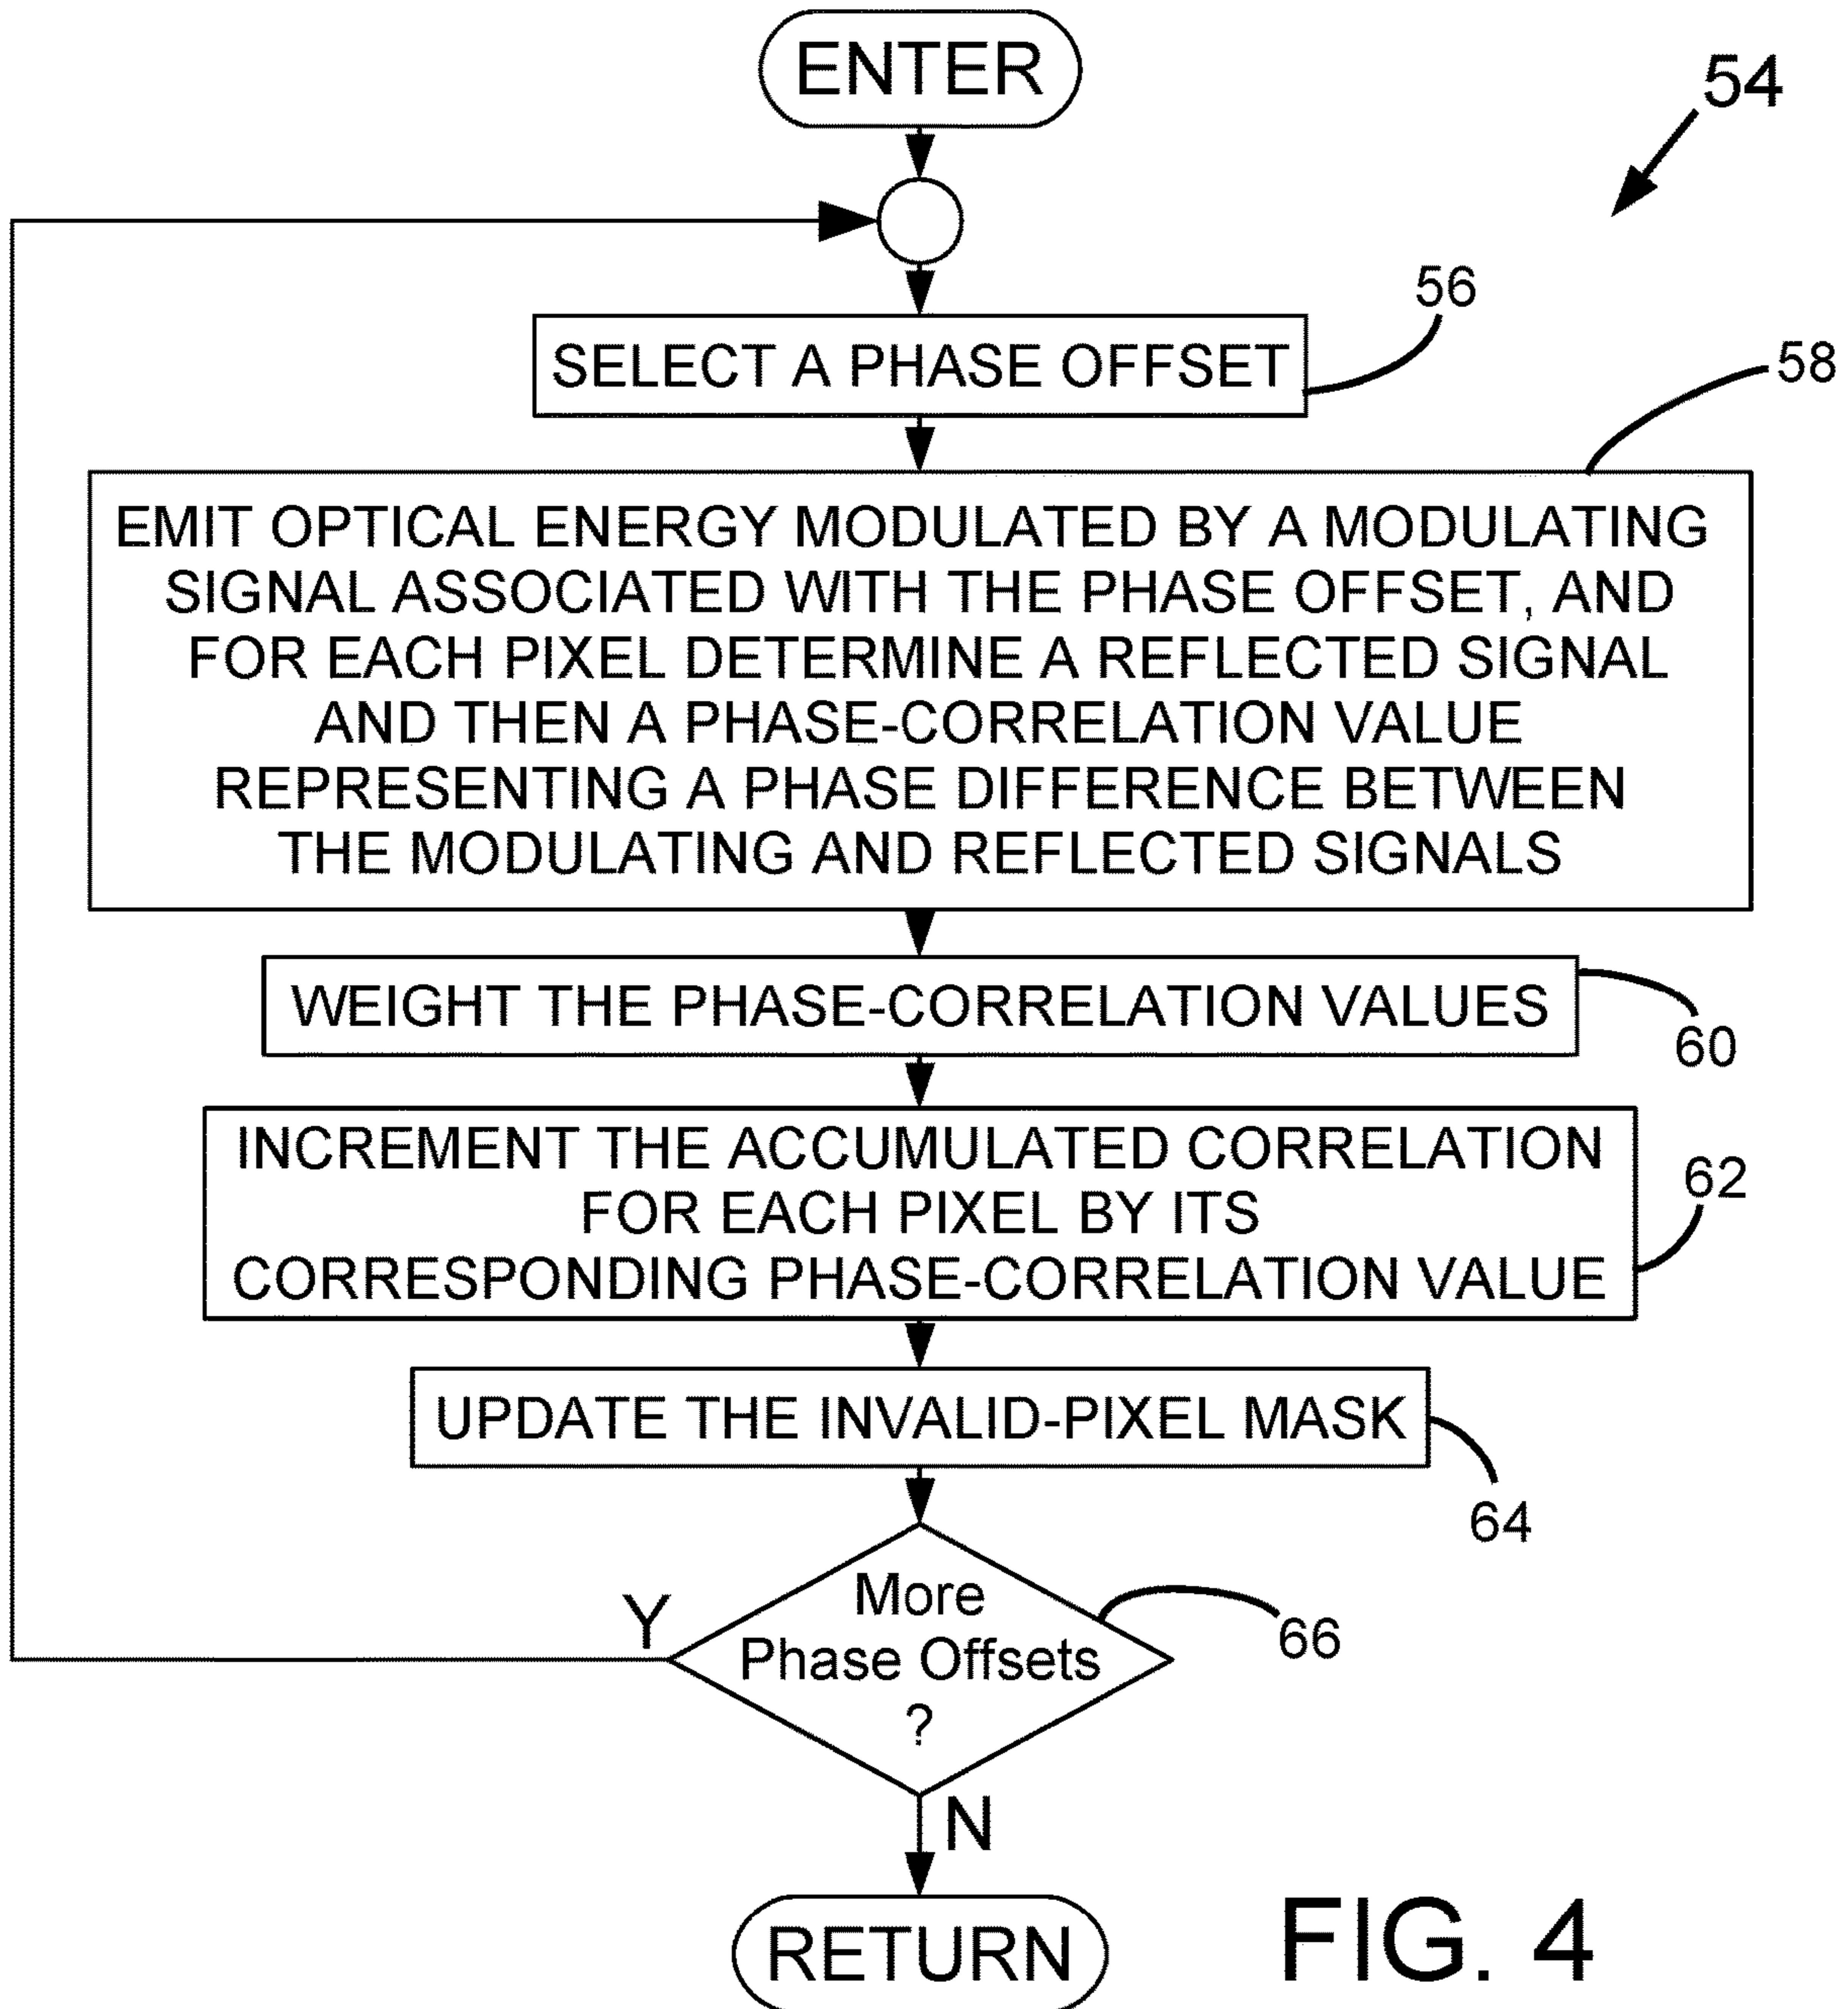 ENTER
54
56
SELECT A PHASE OFFSET
58
EMIT OPTICAL ENERGY MODULATED BY A MODULATING
SIGNAL ASSOCIATED WITH THE PHASE OFFSET, AND
FOR EACH PIXEL DETERMINE A REFLECTED SIGNAL
AND THEN A PHASE-CORRELATION VALUE
REPRESENTING A PHASE DIFFERENCE BETWEEN
THE MODULATING AND REFLECTED SIGNALS
WEIGHT THE PHASE-CORRELATION VALUES
60
INCREMENT THE ACCUMULATED CORRELATION
FOR EACH PIXEL BY ITS
CORRESPONDING PHASE-CORRELATION VALUE
62
UPDATE THE INVALID-PIXEL MASK
64
More
Phase Offsets
?
Y
66
N
RETURN
FIG. 4